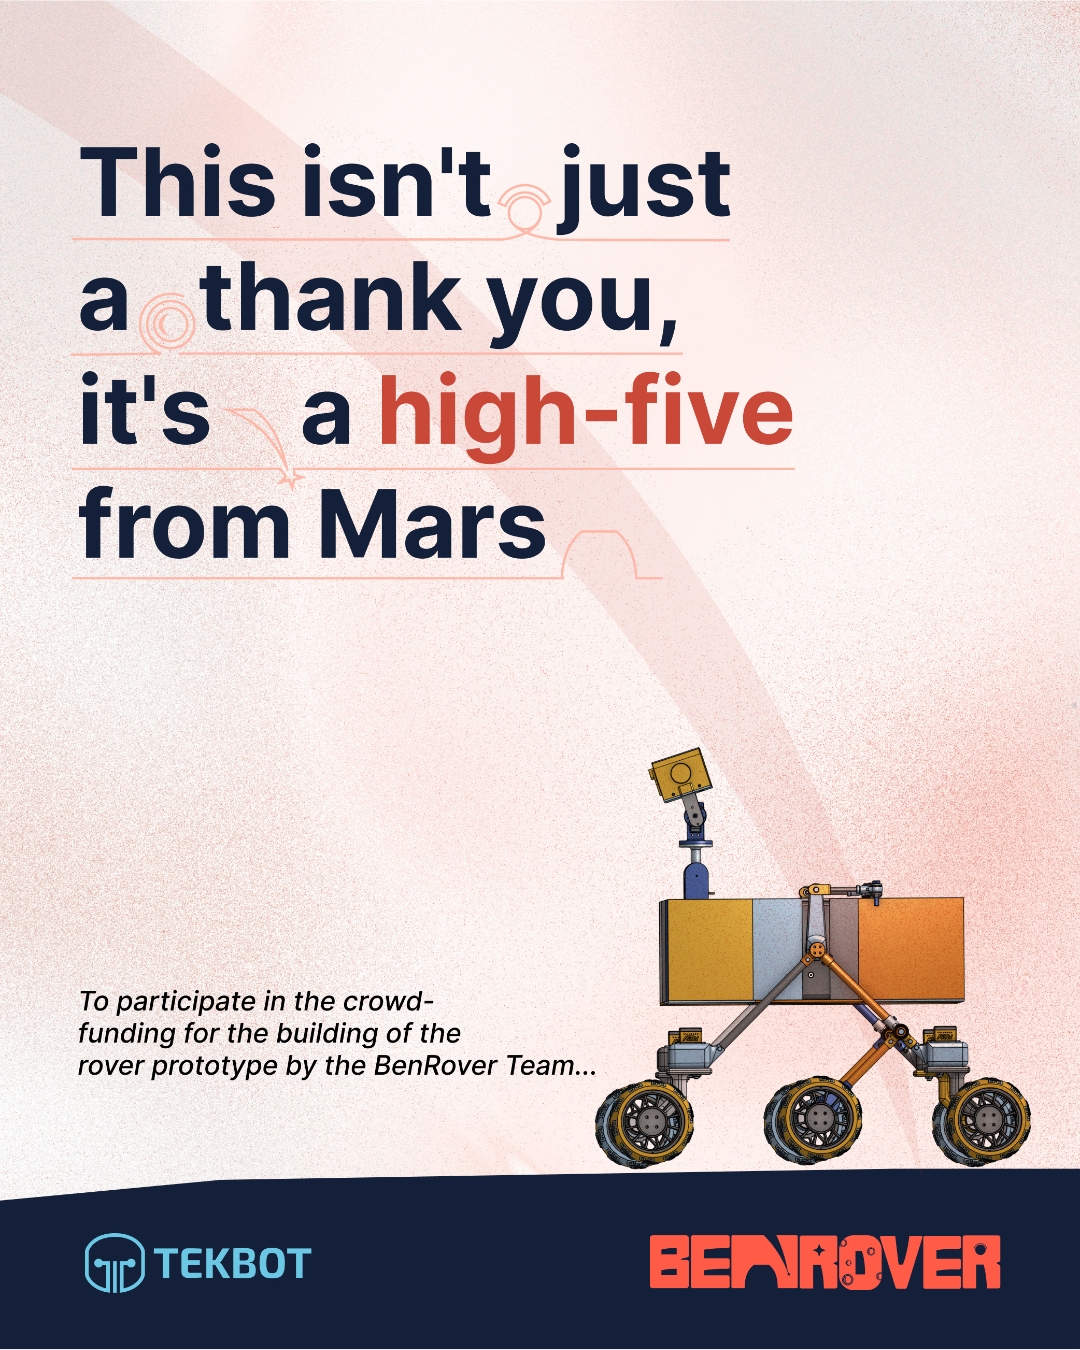 This isn't just
a thank you,
it's a high-five
from Mars
To participate in the crowd-
funding for the building of the
rover prototype by the BenRover Team...
TEKBOT
BENROVER